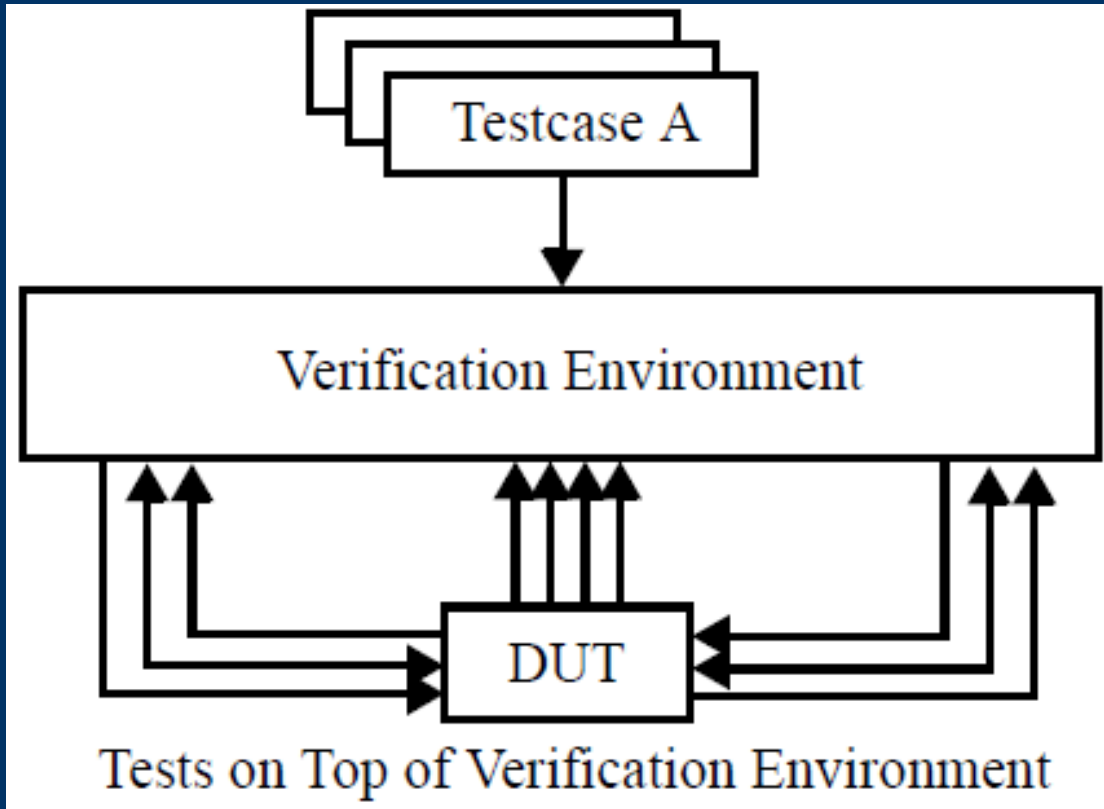 Testcase A
Verification Environment
DUT
Tests on Top of Verification Environment